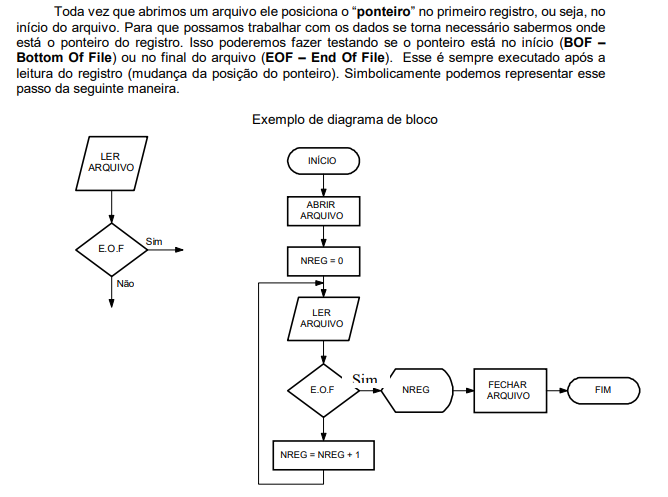 Toda vez que abrimos um arquivo ele posiciona o “ponteiro” no primeiro registro, ou seja, no
início do arquivo. Para que possamos trabalhar com os dados se torna necessário sabermos onde
está o ponteiro do registro. Isso poderemos fazer testando se o ponteiro está no início (BOF –
Bottom Of File) ou no final do arquivo (EOF – End Of File). Esse é sempre executado após a
leitura do registro (mudança da posição do ponteiro). Simbolicamente podemos representar esse
passo da seguinte maneira.
Exemplo de diagrama de bloco
LER
ARQUIVO
E.O.F
Sim
Não
INÍCIO
ABRIR
ARQUIVO
NREG = 0
LER
ARQUIVO
E.O.F
Sim
NREG
FECHAR
ARQUIVO
FIM
NREG = NREG + 1